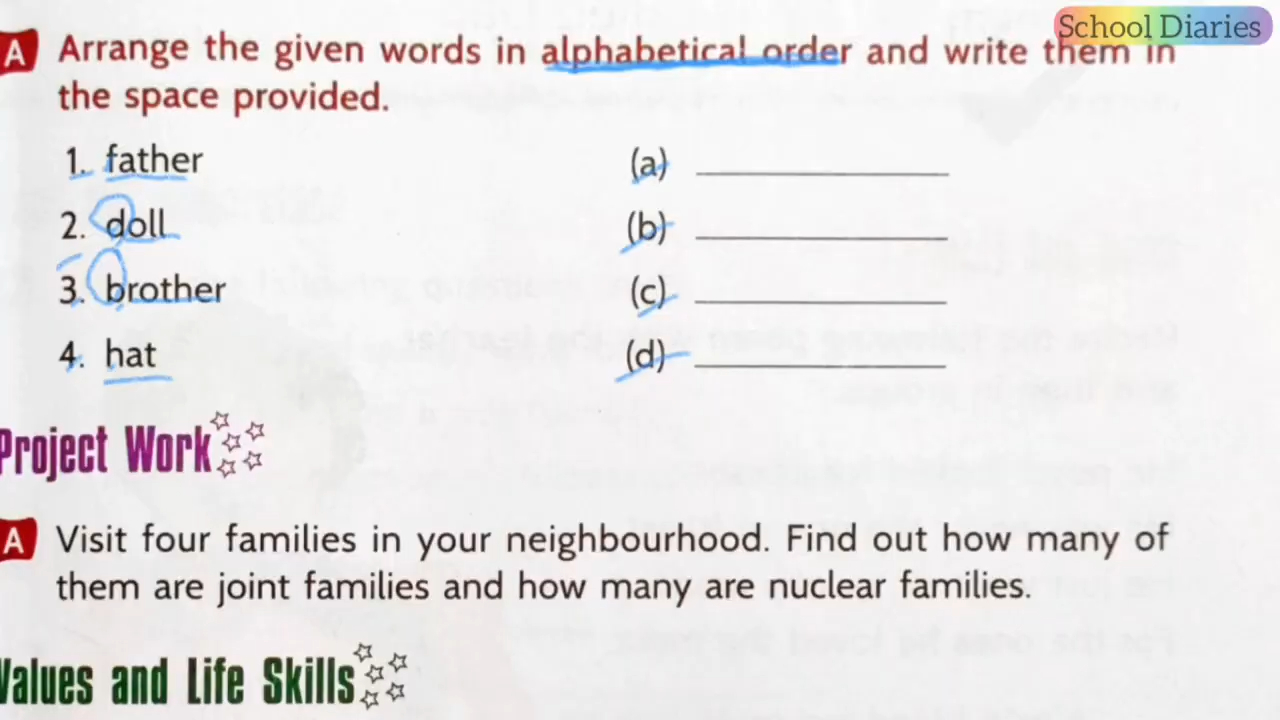 School Diaries
A Arrange the given words in alphabetical order and write them in
the space provided.
1. father (a)
2. doll (b)
3. brother (c)
4. hat (d)
Project Work
A Visit four families in your neighbourhood. Find out how many of
them are joint families and how many are nuclear families.
Values and Life Skills